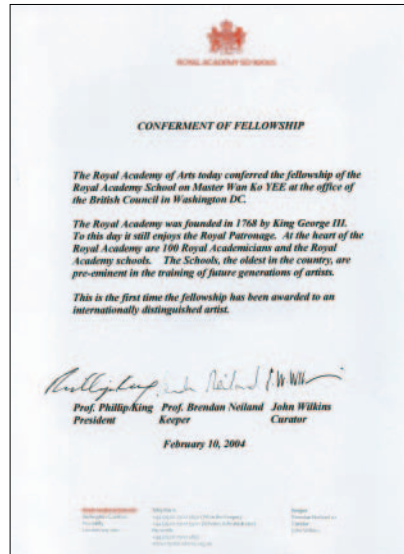 ROYAL ACADEMY SCHOOLS
CONFERMENT OF FELLOWSHIP
The Royal Academy of Arts today conferred the fellowship of the
Royal Academy School on Master Wan Ko YEE at the office of
the British Council in Washington DC.
The Royal Academy was founded in 1768 by King George III.
To this day it still enjoys the Royal Patronage. At the heart of the
Royal Academy are 100 Royal Academicians and the Royal
Academy schools. The Schools, the oldest in the country, are
pre-eminent in the training of future generations of artists.
This is the first time the fellowship has been awarded to an
internationally distinguished artist.
Prof. Phillip King Prof. Brendan Neiland John Wilkins
President Keeper Curator
February 10, 2004